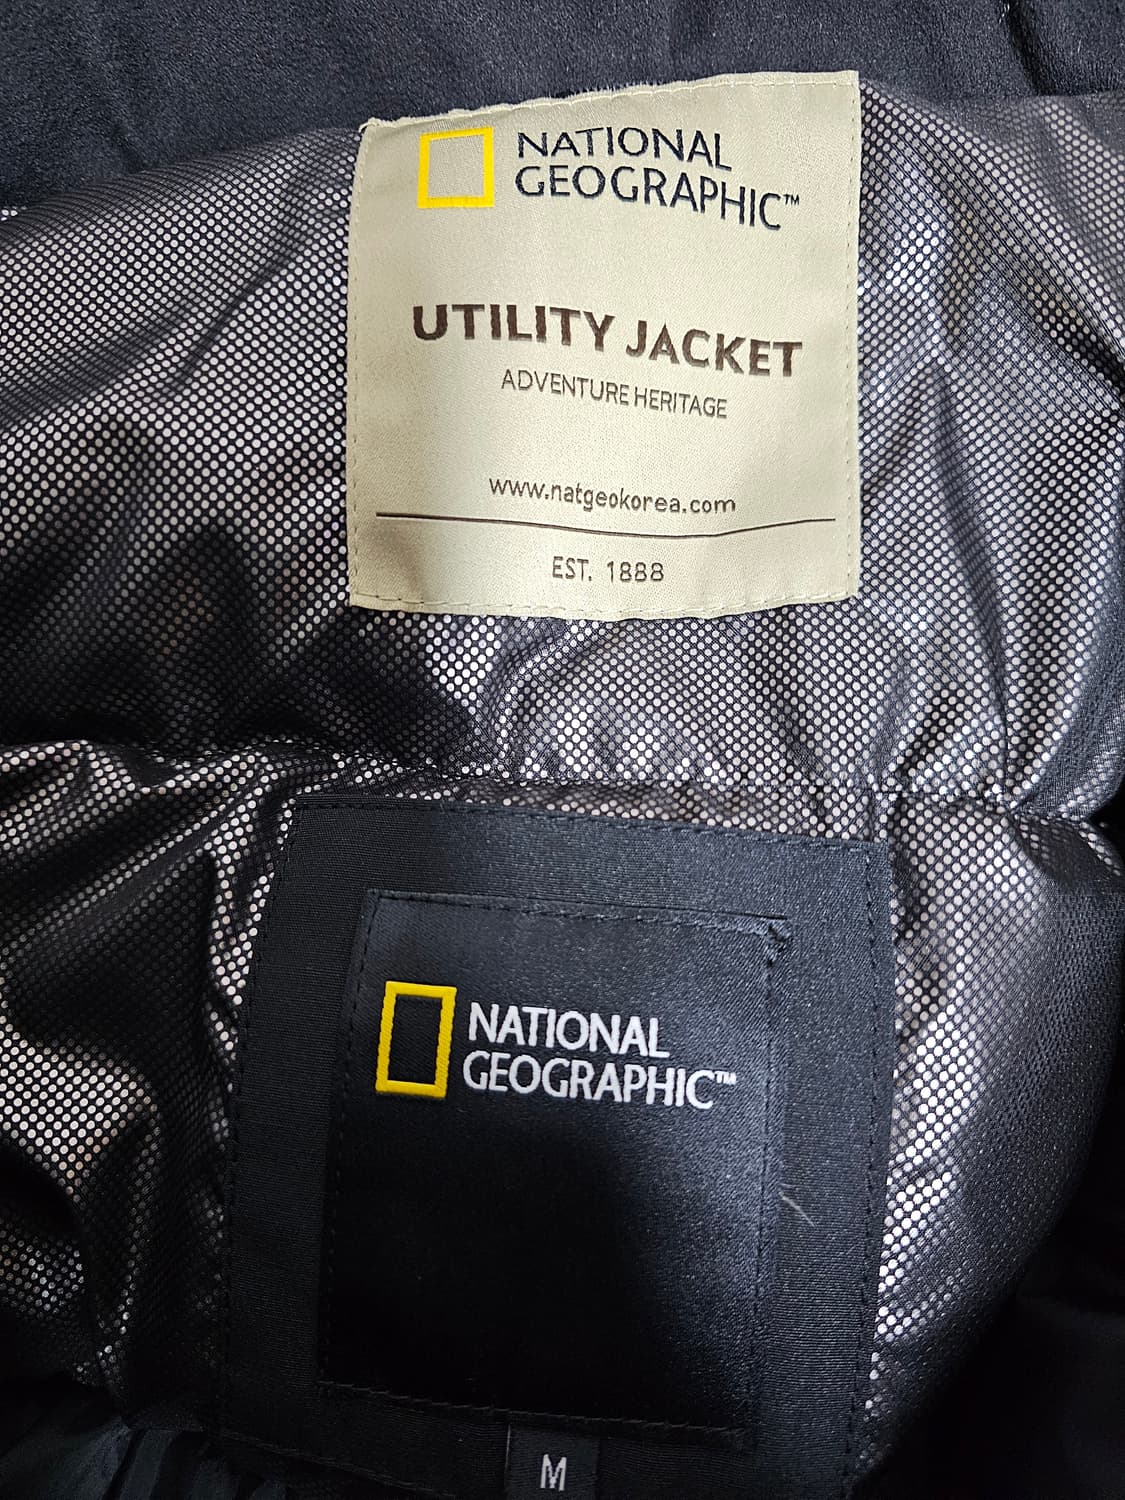 NATIONAL
GEOGRAPHIC™
UTILITY JACKET
ADVENTURE HERITAGE
www.natgeokorea.com
EST. 1888
NATIONAL
GEOGRAPHIC™
M